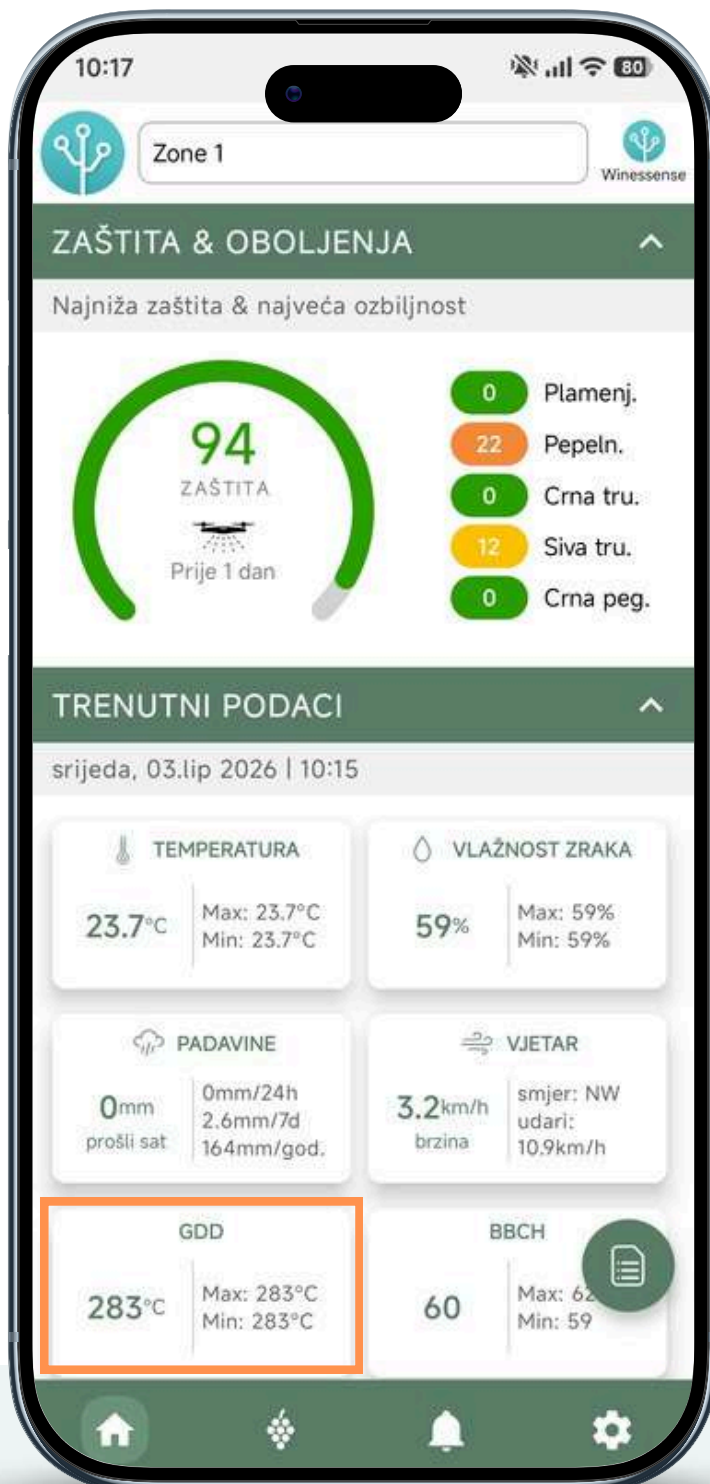 10:17
80
Zone 1
Winessense
ZAŠTITA & OBOLJENJA
Najniža zaštita & najveća ozbiljnost
94
ZAŠTITA
Prije 1 dan
0 Plamenj.
22 Pepeln.
0 Crna tru.
12 Siva tru.
0 Crna peg.
TRENUTNI PODACI
srijeda, 03.lip 2026 | 10:15
TEMPERATURA
23.7°C
Max: 23.7°C
Min: 23.7°C
VLAŽNOST ZRAKA
59%
Max: 59%
Min: 59%
PADAVINE
0mm
prošli sat
0mm/24h
2.6mm/7d
164mm/god.
VJETAR
3.2km/h
brzina
smjer: NW
udari:
10.9km/h
GDD
283°C
Max: 283°C
Min: 283°C
BBCH
60
Max: 62
Min: 59